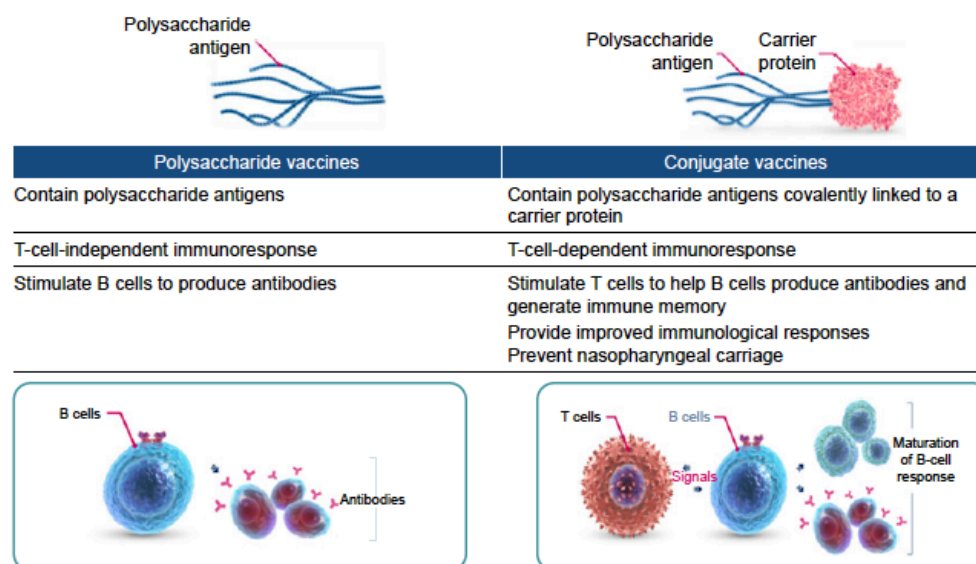 Polysaccharide
antigen
Polysaccharide
antigen
Carrier
protein
Polysaccharide vaccines
Conjugate vaccines
Contain polysaccharide antigens
Contain polysaccharide antigens covalently linked to a
carrier protein
T-cell-independent immunoresponse
T-cell-dependent immunoresponse
Stimulate B cells to produce antibodies
Stimulate T cells to help B cells produce antibodies and
generate immune memory
Provide improved immunological responses
Prevent nasopharyngeal carriage
B cells
Antibodies
T cells
B cells
Signals
Maturation
of B-cell
response